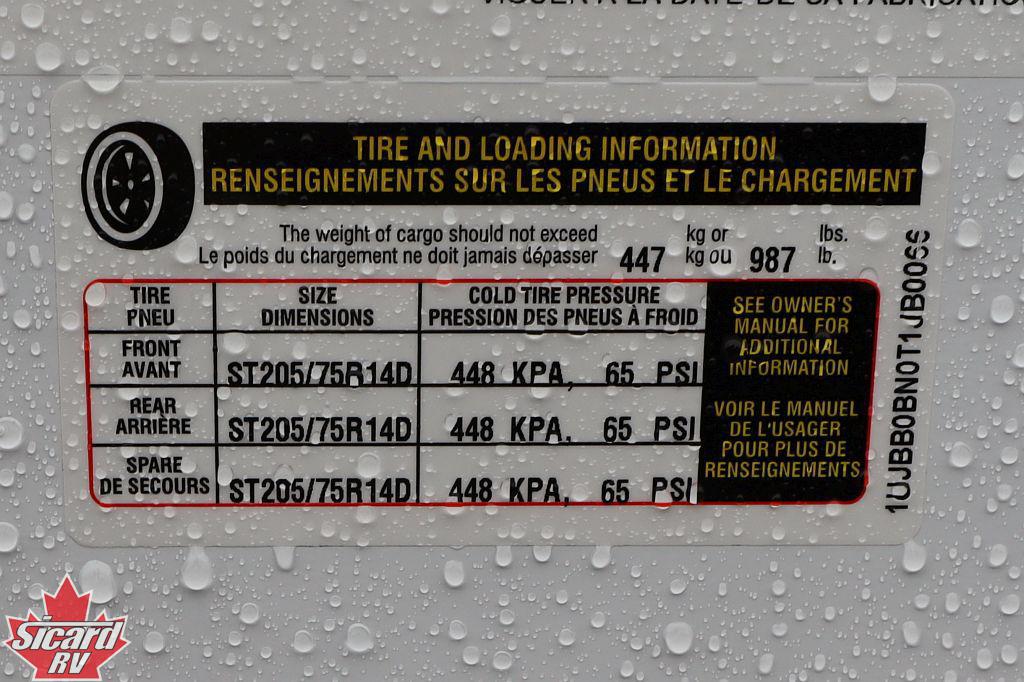 TIRE AND LOADING INFORMATION
RENSEIGNEMENTS SUR LES PNEUS ET LE CHARGEMENT
The weight of cargo should not exceed kg or lbs.
Le poids du chargement ne doit jamais dépasser 447 kg ou 987 lb.
TIRE PNEU
SIZE DIMENSIONS
COLD TIRE PRESSURE
PRESSION DES PNEUS À FROID
FRONT
AVANT ST205/75R14D 448 KPA, 65 PSI
REAR
ARRIÈRE ST205/75R14D 448 KPA, 65 PSI
SPARE
DE SECOURS ST205/75R14D 448 KPA, 65 PSI
SEE OWNER'S
MANUAL FOR
ADDITIONAL
INFORMATION
VOIR LE MANUEL
DE L'USAGER
POUR PLUS DE
RENSEIGNEMENTS
Sicard
RV